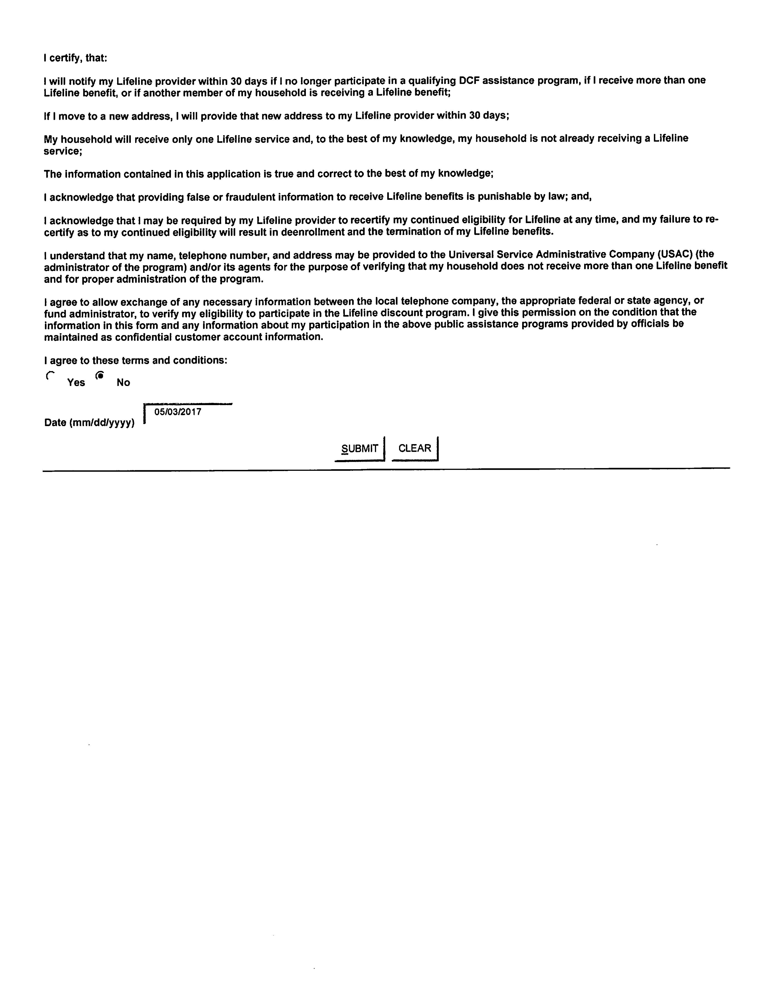 I certify, that:
I will notify my Lifeline provider within 30 days if I no longer participate in a qualifying DCF assistance program, if I receive more than one
Lifeline benefit, or if another member of my household is receiving a Lifeline benefit;
If I move to a new address, I will provide that new address to my Lifeline provider within 30 days;
My household will receive only one Lifeline service and, to the best of my knowledge, my household is not already receiving a Lifeline
service;
The information contained in this application is true and correct to the best of my knowledge;
I acknowledge that providing false or fraudulent information to receive Lifeline benefits is punishable by law; and,
I acknowledge that I may be required by my Lifeline provider to recertify my continued eligibility for Lifeline at any time, and my failure to re-
certify as to my continued eligibility will result in deenrollment and the termination of my Lifeline benefits.
I understand that my name, telephone number, and address may be provided to the Universal Service Administrative Company (USAC) (the
administrator of the program) and/or its agents for the purpose of verifying that my household does not receive more than one Lifeline benefit
and for proper administration of the program.
I agree to allow exchange of any necessary information between the local telephone company, the appropriate federal or state agency, or
fund administrator, to verify my eligibility to participate in the Lifeline discount program. I give this permission on the condition that the
information in this form and any information about my participation in the above public assistance programs provided by officials be
maintained as confidential customer account information.
I agree to these terms and conditions:
Yes No
05/03/2017
Date (mm/dd/yyyy)
SUBMIT CLEAR